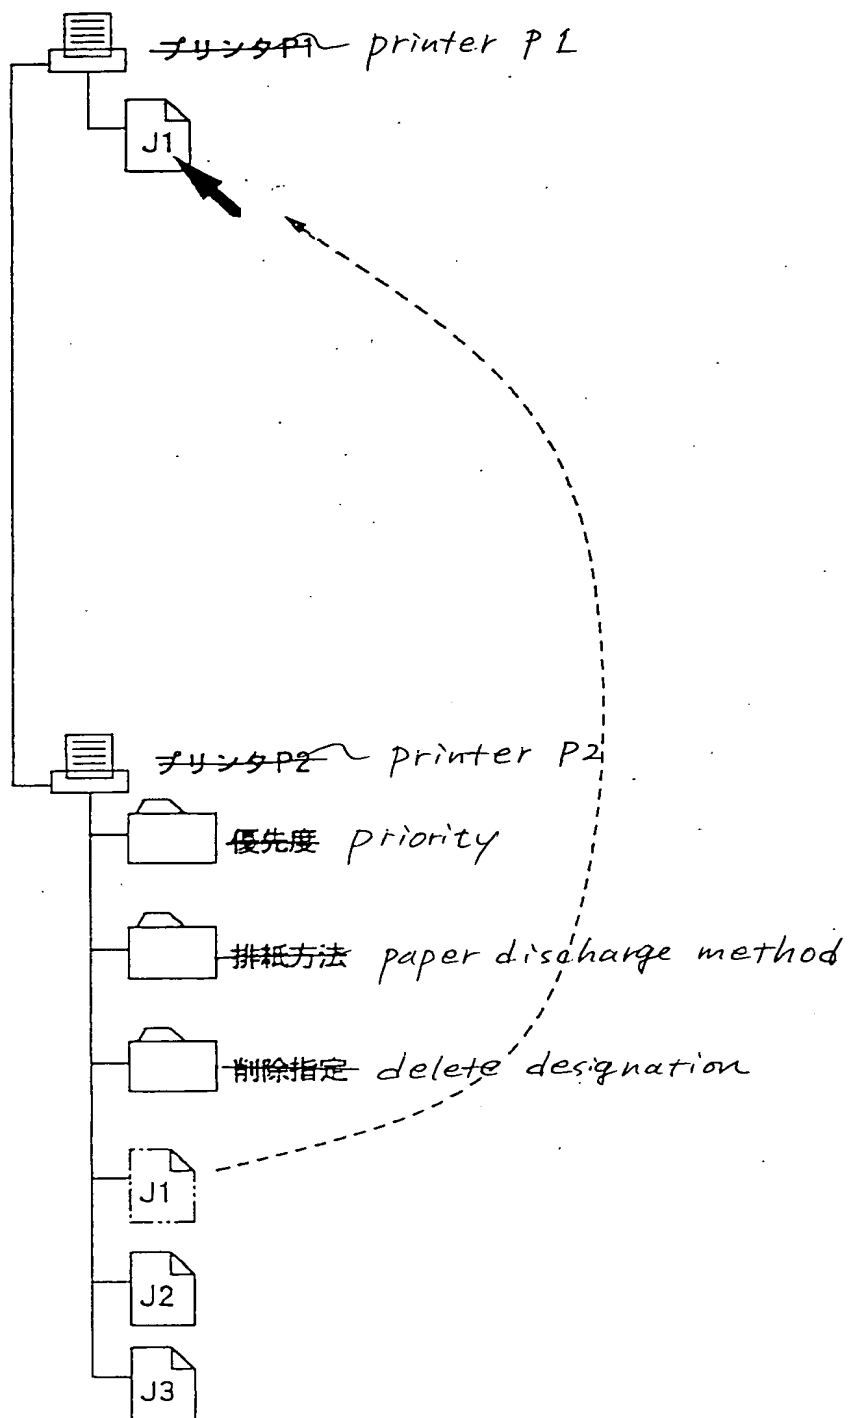 プリンタP1 printer P1
J1
プリンタP2 printer P2
優先度 priority
排紙方法 paper discharge method
削除指定 delete designation
J1
J2
J3